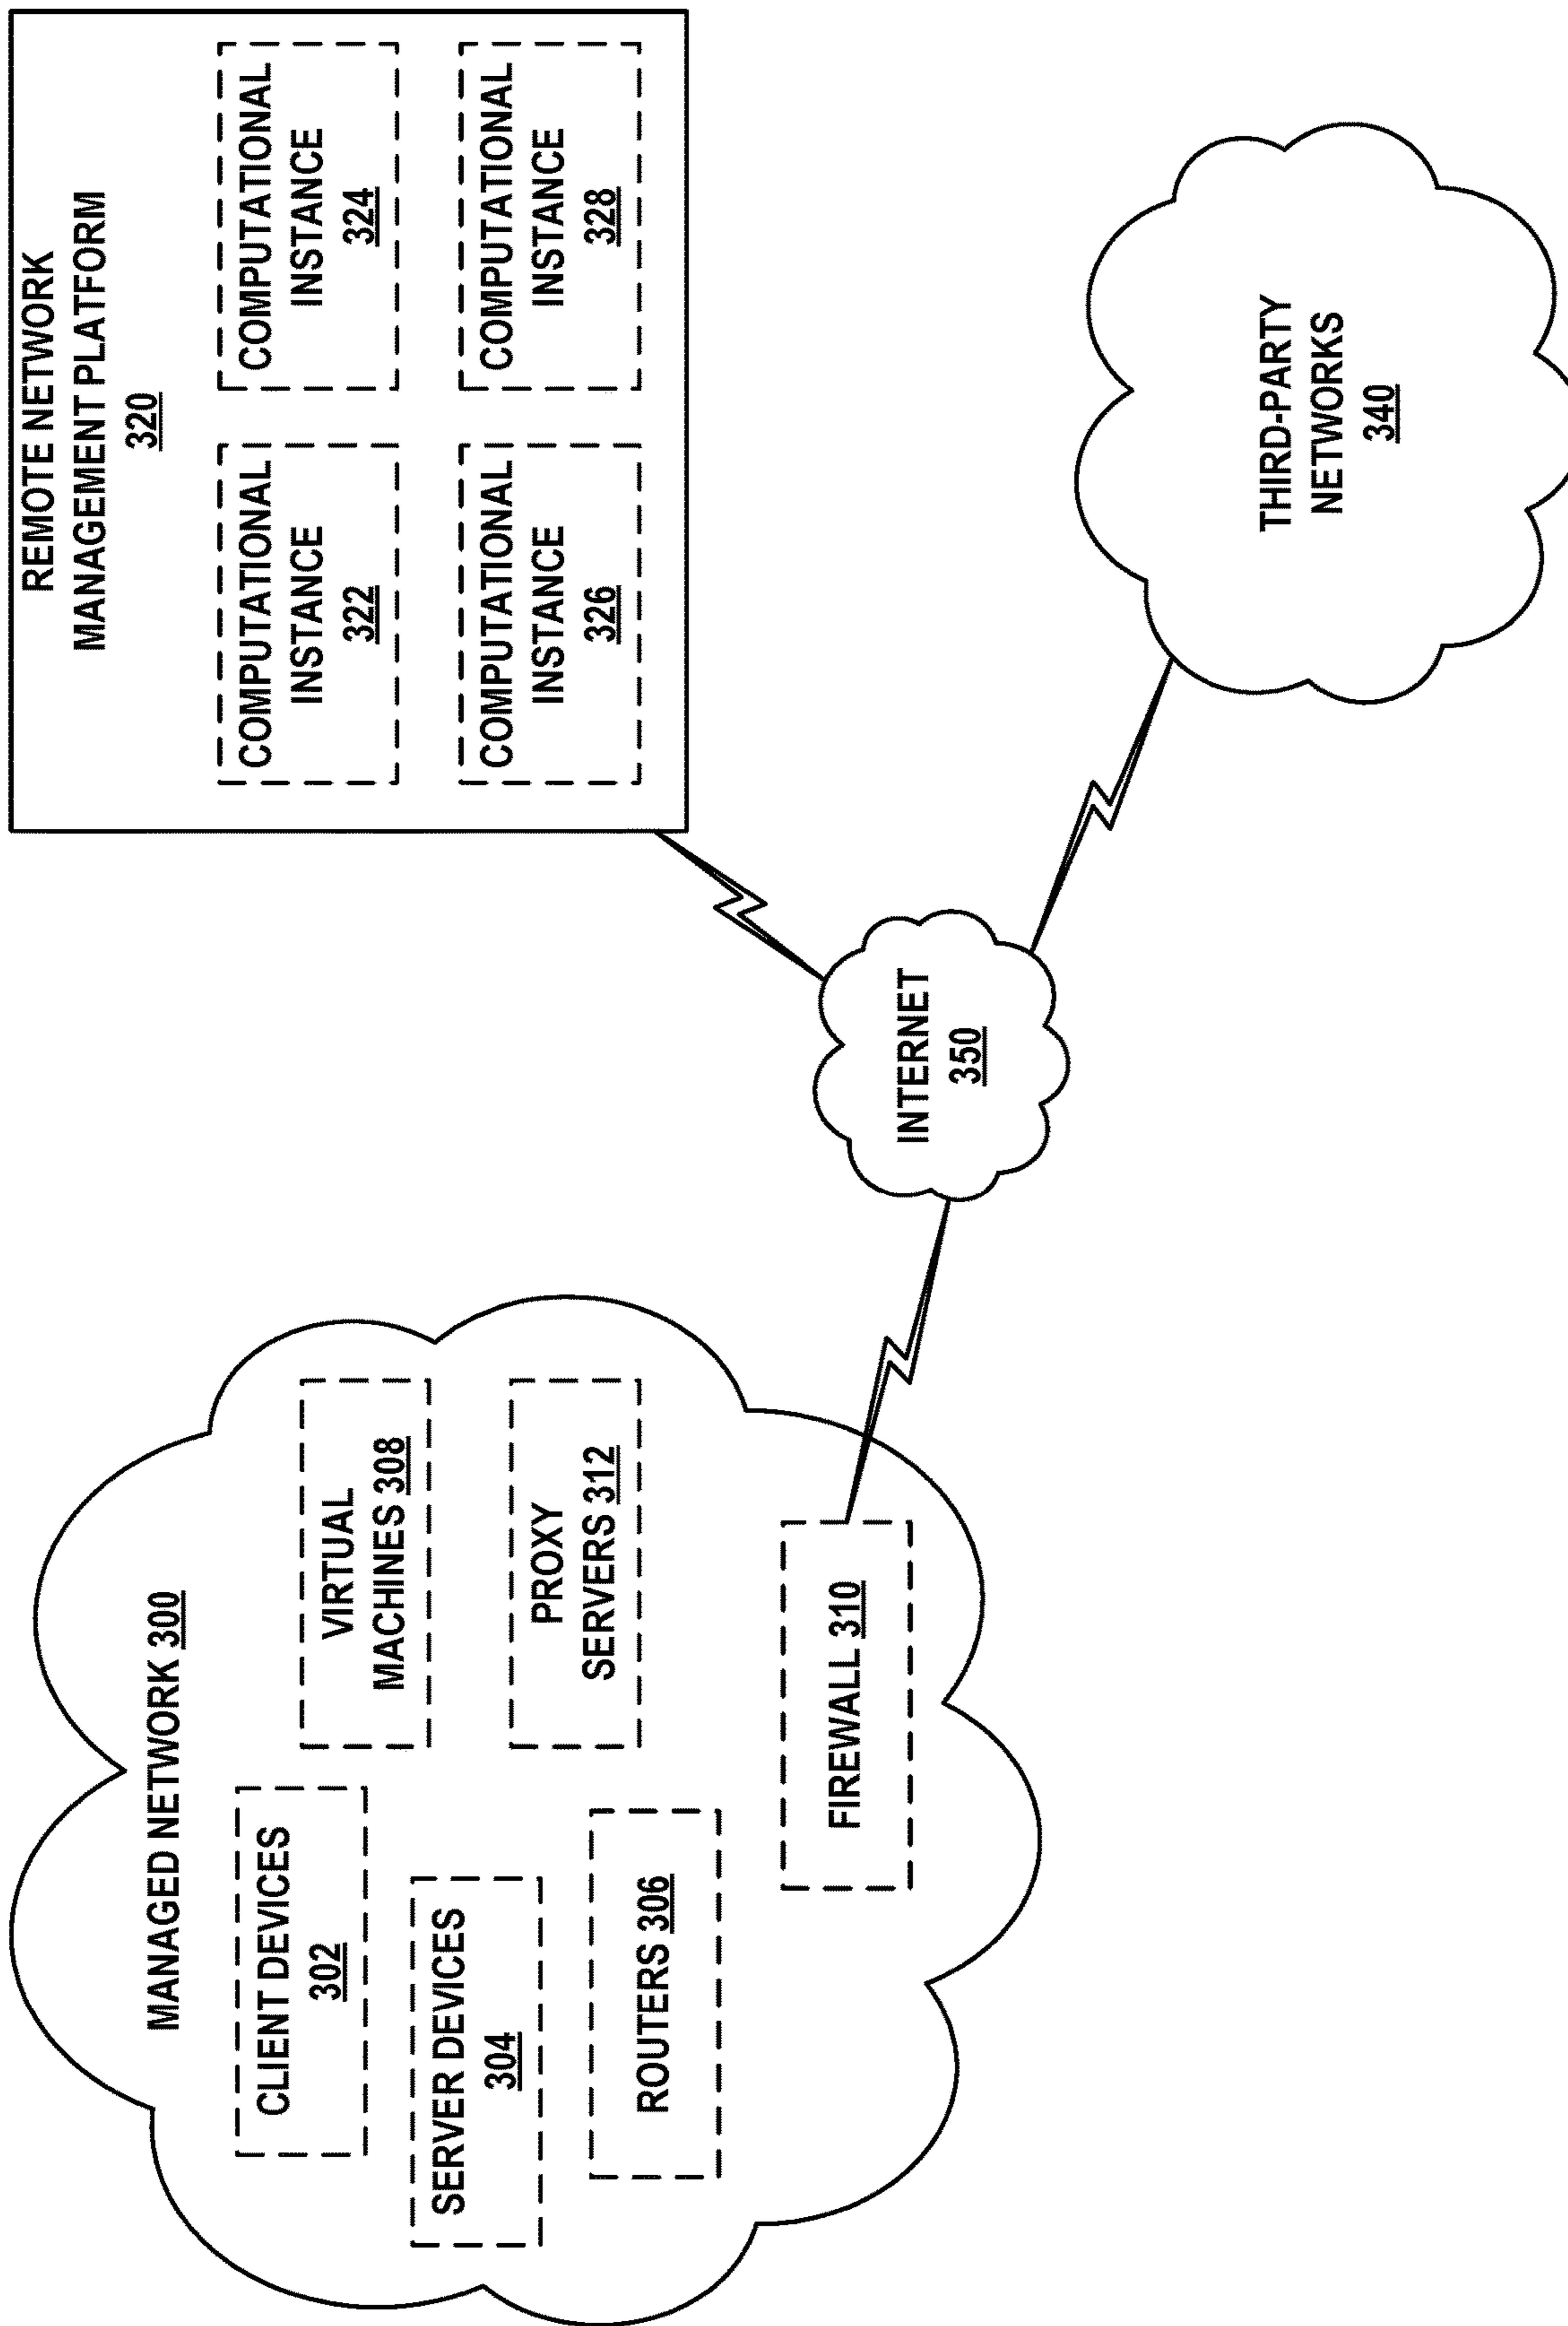 MANAGED NETWORK 300
CLIENT DEVICES
302
SERVER DEVICES
304
ROUTERS 306
VIRTUAL
MACHINES 308
PROXY
SERVERS 312
FIREWALL 310
INTERNET
350
REMOTE NETWORK
MANAGEMENT PLATFORM
320
COMPUTATIONAL
INSTANCE
322
COMPUTATIONAL
INSTANCE
324
COMPUTATIONAL
INSTANCE
326
COMPUTATIONAL
INSTANCE
328
THIRD-PARTY
NETWORKS
340